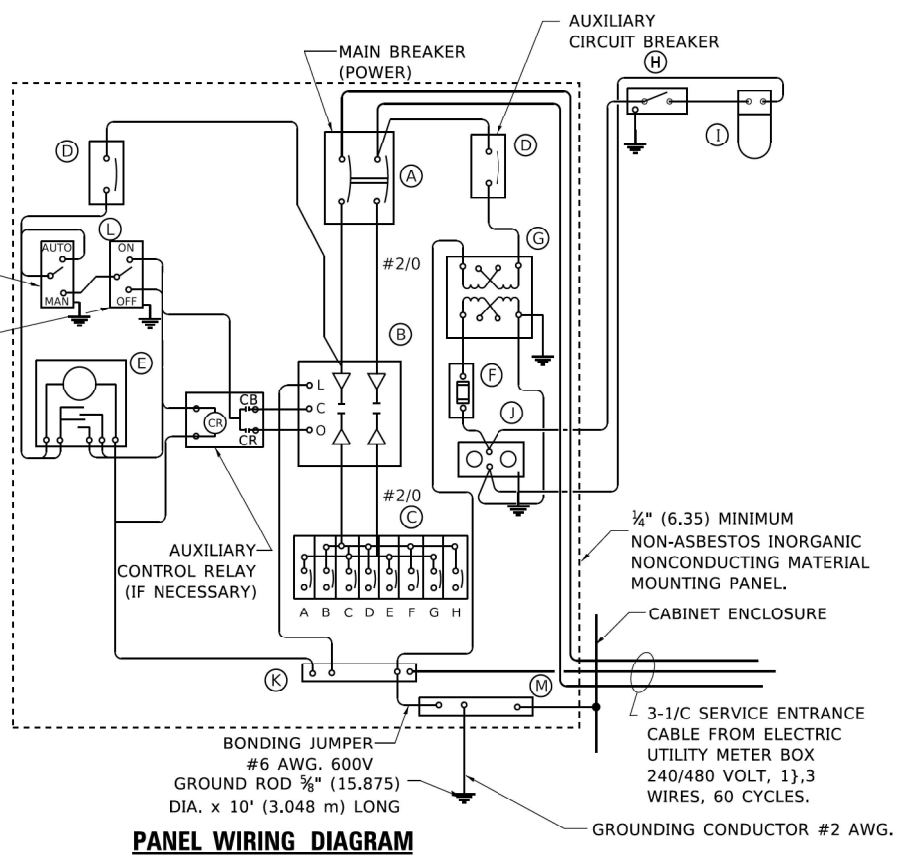 AUXILIARY
CIRCUIT BREAKER
MAIN BREAKER
(POWER)
H
D
A
D
I
L
G
AUTO
MAN
ON
OFF
#2/0
B
E
L
C
O
F
J
CB
CR
CR
#2/0
C
AUXILIARY
CONTROL RELAY
(IF NECESSARY)
A B C D E F G H
¼" (6.35) MINIMUM
NON-ASBESTOS INORGANIC
NONCONDUCTING MATERIAL
MOUNTING PANEL.
CABINET ENCLOSURE
K
M
3-1/C SERVICE ENTRANCE
CABLE FROM ELECTRIC
UTILITY METER BOX
240/480 VOLT, 1},3
WIRES, 60 CYCLES.
BONDING JUMPER
#6 AWG. 600V
GROUND ROD ⅝" (15.875)
DIA. x 10' (3.048 m) LONG
GROUNDING CONDUCTOR #2 AWG.
PANEL WIRING DIAGRAM